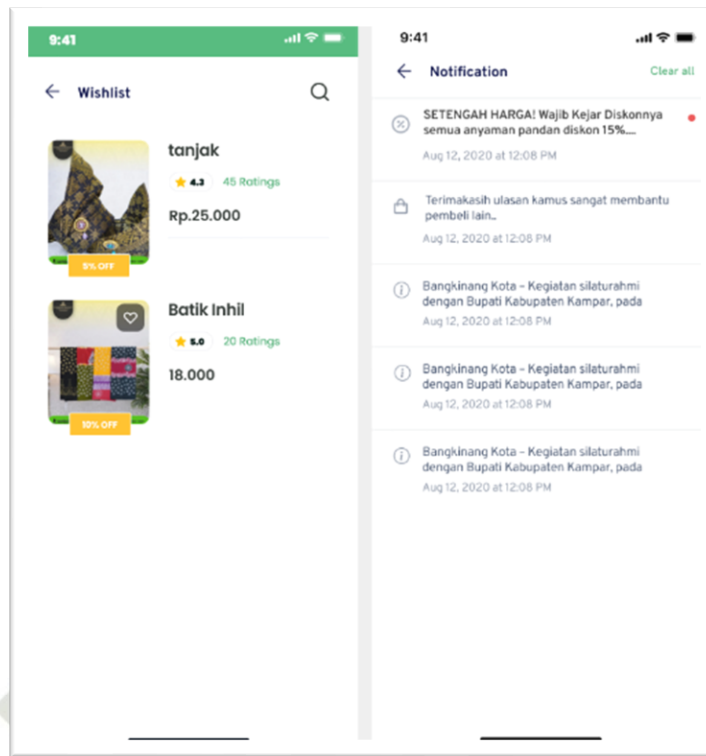 9:41
Wishlist
tanjak
4.3 45 Ratings
Rp.25.000
5% OFF
Batik Inhil
5.0 20 Ratings
18.000
10% OFF
9:41
Notification Clear all
SETENGAH HARGA! Wajib Kejar Diskonnya
semua anyaman pandan diskon 15%....
Aug 12, 2020 at 12:08 PM
Terimakasih ulasan kamus sangat membantu
pembeli lain..
Aug 12, 2020 at 12:08 PM
Bangkinang Kota – Kegiatan silaturahmi
dengan Bupati Kabupaten Kampar, pada
Aug 12, 2020 at 12:08 PM
Bangkinang Kota – Kegiatan silaturahmi
dengan Bupati Kabupaten Kampar, pada
Aug 12, 2020 at 12:08 PM
Bangkinang Kota – Kegiatan silaturahmi
dengan Bupati Kabupaten Kampar, pada
Aug 12, 2020 at 12:08 PM